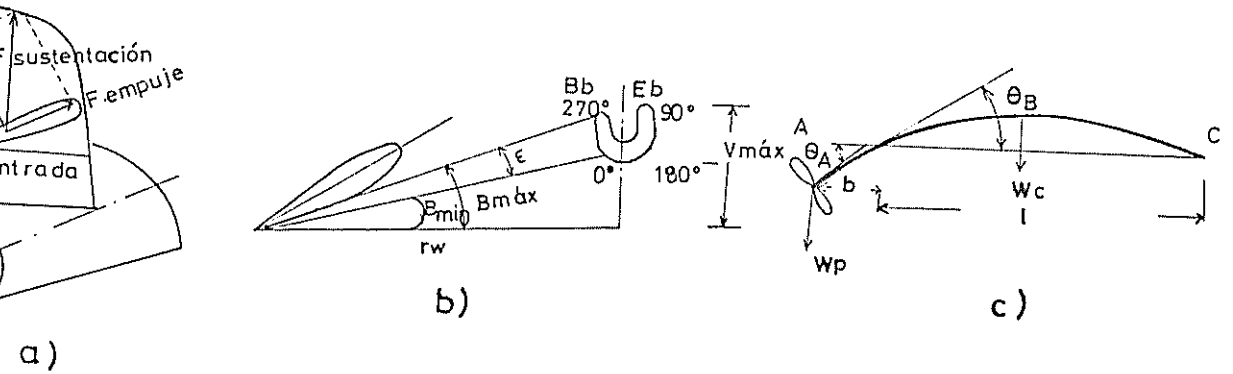 sustentación
F.empuje
ntrada
a)
Bb Eb
270° 90°
0° 180°
ε
Bmáx
Bmin
rw
Vmáx
b)
A
θA
θB
C
b
Wc
l
Wp
c)